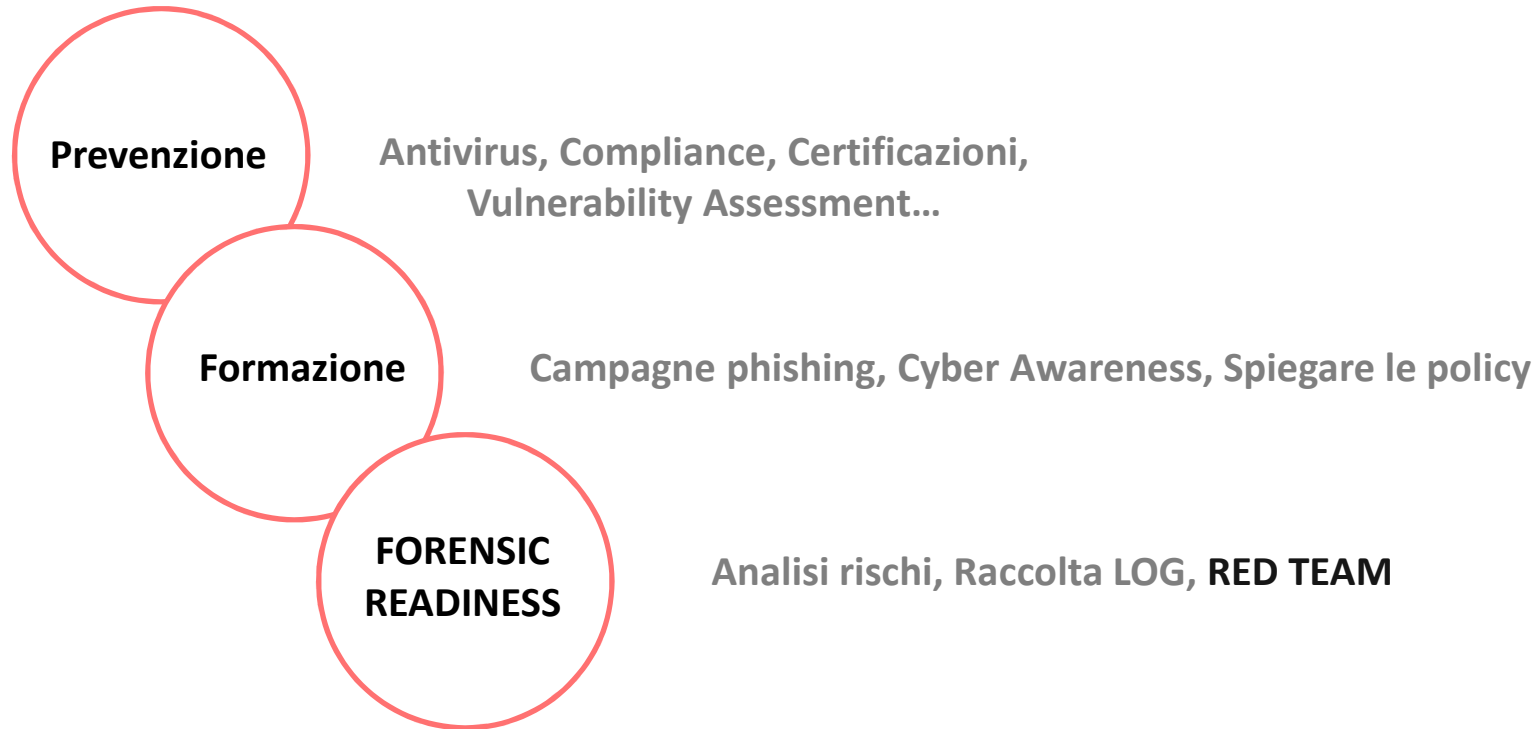 Prevenzione
Antivirus, Compliance, Certificazioni,
Vulnerability Assessment…
Formazione
Campagne phishing, Cyber Awareness, Spiegare le policy
FORENSIC
READINESS
Analisi rischi, Raccolta LOG, RED TEAM